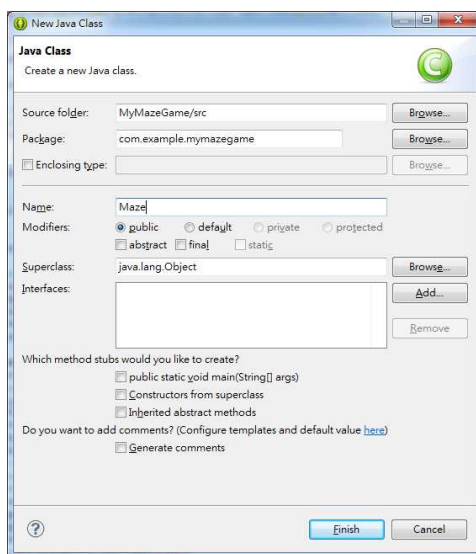 New Java Class
Java Class
Create a new Java class.
C
Source folder: MyMazeGame/src Browse...
Package: com.example.mymazegame Browse...
Enclosing type: Browse...
Name: Maze
Modifiers: public default private protected
abstract final static
Superclass: java.lang.Object Browse...
Interfaces: Add...
Remove
Which method stubs would you like to create?
public static void main(String[] args)
Constructors from superclass
Inherited abstract methods
Do you want to add comments? (Configure templates and default value here)
Generate comments
? Finish Cancel